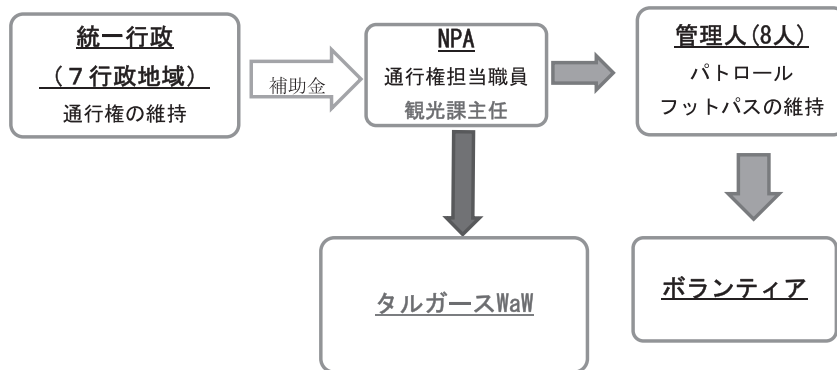 統一行政
（７行政地域）
通行権の維持
補助金
NPA
通行権担当職員
観光課主任
管理人(8人)
パトロール
フットパスの維持
タルガースWaW
ボランティア